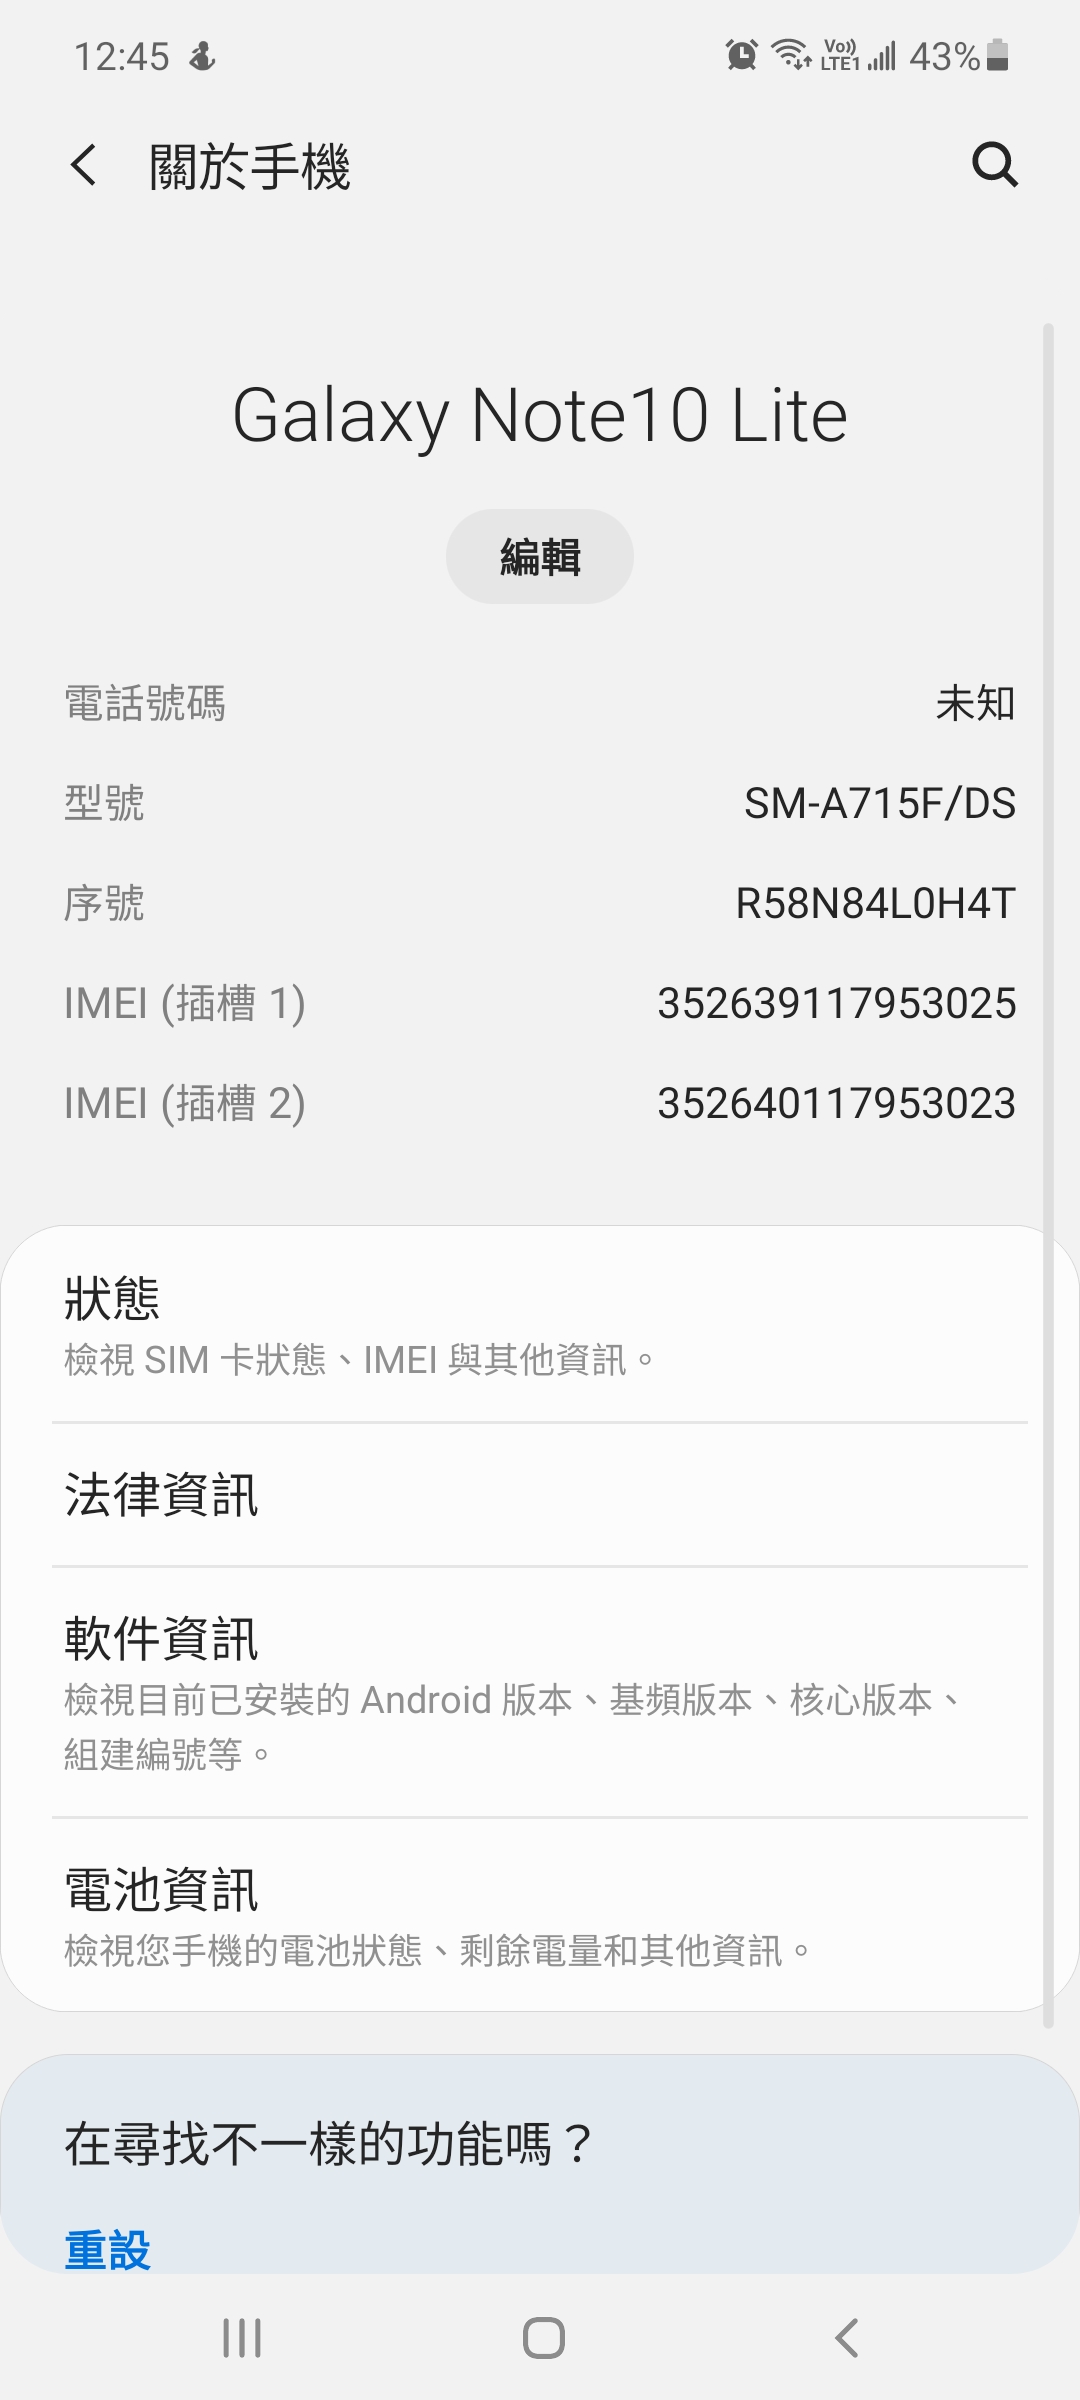 12:45
Vo)) LTE1 43%
關於手機
Galaxy Note10 Lite
編輯
電話號碼 未知
型號 SM-A715F/DS
序號 R58N84L0H4T
IMEI (插槽 1) 352639117953025
IMEI (插槽 2) 352640117953023
狀態
檢視 SIM 卡狀態、IMEI 與其他資訊。
法律資訊
軟件資訊
檢視目前已安裝的 Android 版本、基頻版本、核心版本、
組建編號等。
電池資訊
檢視您手機的電池狀態、剩餘電量和其他資訊。
在尋找不一樣的功能嗎？
重設